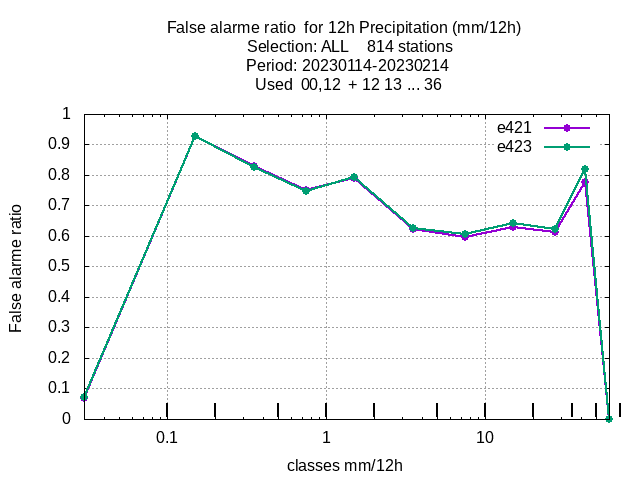 False alarme ratio  for 12h Precipitation (mm/12h)
Selection: ALL    814 stations
Period: 20230114-20230214
Used  00,12  + 12 13 ... 36
1
e421
0.9
e423
0.8
0.7
0.6
0.5
0.4
0.3
0.2
0.1
0
False alarme ratio
0.1 1 10
classes mm/12h